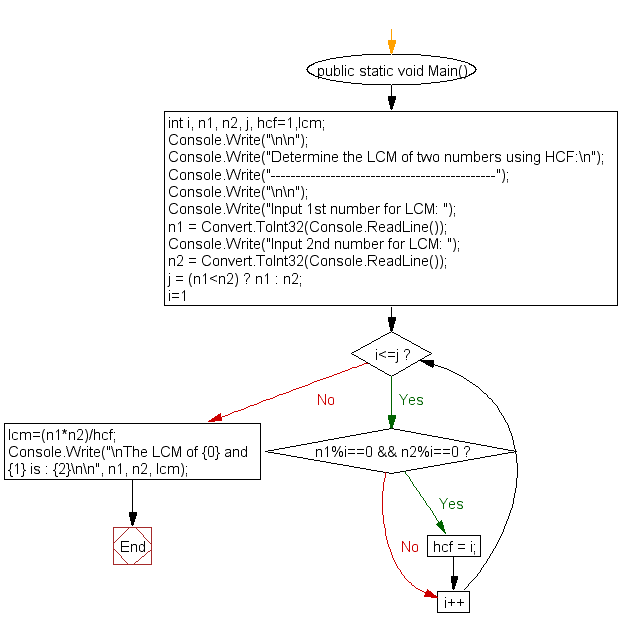 public static void Main()
int i, n1, n2, j, hcf=1,lcm;
Console.Write("\n\n");
Console.Write("Determine the LCM of two numbers using HCF:\n");
Console.Write("---------------------------------------------");
Console.Write("\n\n");
Console.Write("Input 1st number for LCM: ");
n1 = Convert.ToInt32(Console.ReadLine());
Console.Write("Input 2nd number for LCM: ");
n2 = Convert.ToInt32(Console.ReadLine());
j = (n1<n2) ? n1 : n2;
i=1
i<=j ?
No
Yes
lcm=(n1*n2)/hcf;
Console.Write("\nThe LCM of {0} and
{1} is : {2}\n\n", n1, n2, lcm);
n1%i==0 && n2%i==0 ?
Yes
End
No
hcf = i;
i++